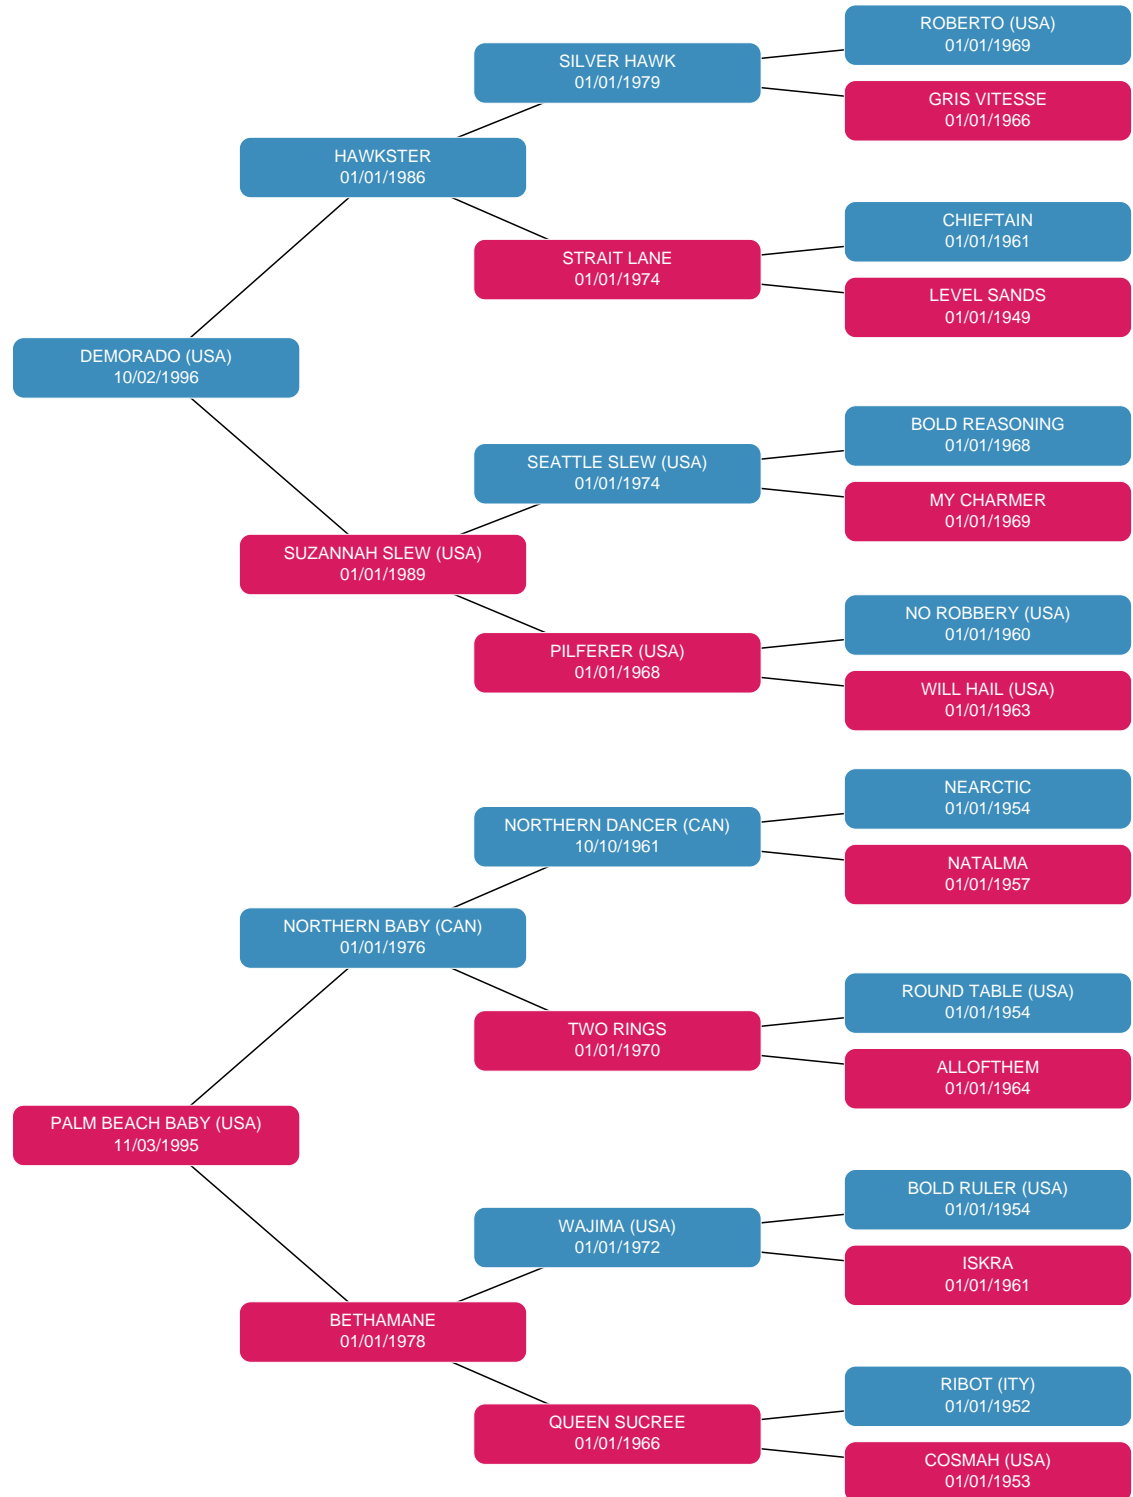 ROBERTO (USA)
01/01/1969
SILVER HAWK
01/01/1979
GRIS VITESSE
01/01/1966
HAWKSTER
01/01/1986
CHIEFTAIN
01/01/1961
STRAIT LANE
01/01/1974
LEVEL SANDS
01/01/1949
DEMORADO (USA)
10/02/1996
BOLD REASONING
01/01/1968
SEATTLE SLEW (USA)
01/01/1974
MY CHARMER
01/01/1969
SUZANNAH SLEW (USA)
01/01/1989
NO ROBBERY (USA)
01/01/1960
PILFERER (USA)
01/01/1968
WILL HAIL (USA)
01/01/1963
NEARCTIC
01/01/1954
NORTHERN DANCER (CAN)
10/10/1961
NATALMA
01/01/1957
NORTHERN BABY (CAN)
01/01/1976
ROUND TABLE (USA)
01/01/1954
TWO RINGS
01/01/1970
ALLOFTHEM
01/01/1964
PALM BEACH BABY (USA)
11/03/1995
BOLD RULER (USA)
01/01/1954
WAJIMA (USA)
01/01/1972
ISKRA
01/01/1961
BETHAMANE
01/01/1978
RIBOT (ITY)
01/01/1952
QUEEN SUCREE
01/01/1966
COSMAH (USA)
01/01/1953